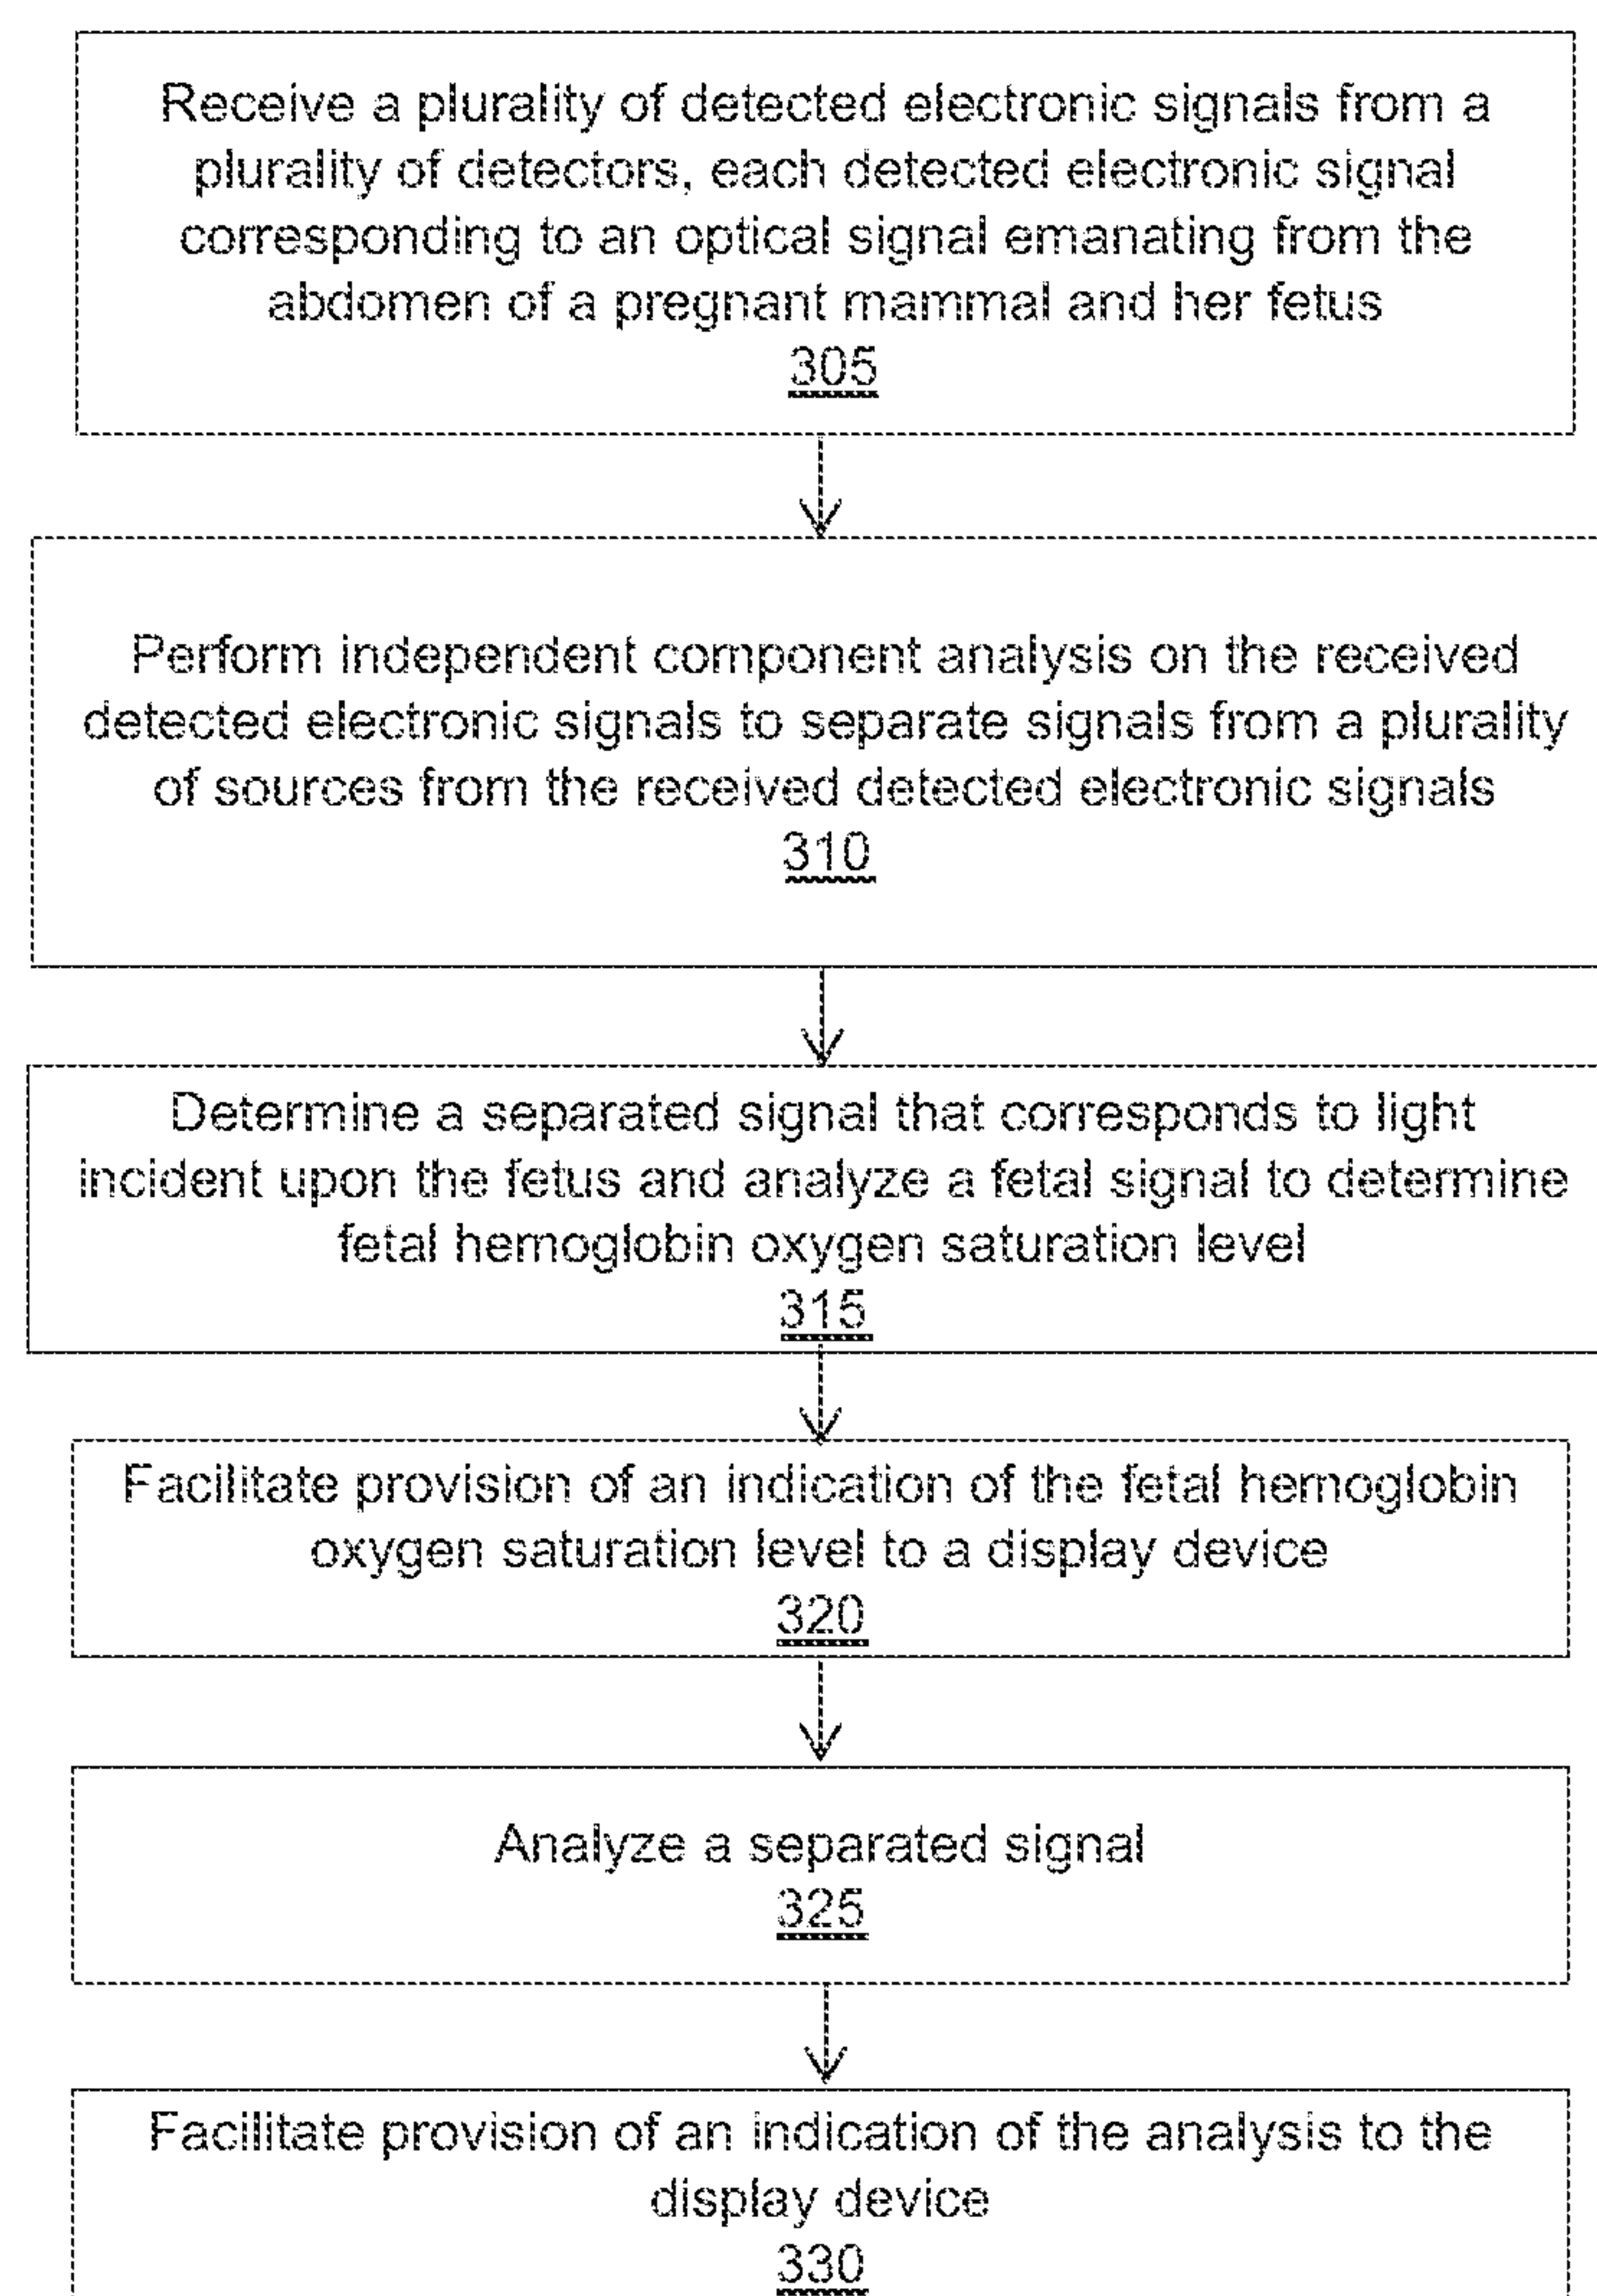 Receive a plurality of detected electronic signals from a
plurality of detectors, each detected electronic signal
corresponding to an optical signal emanating from the
abdomen of a pregnant mammal and her fetus
305
Perform independent component analysis on the received
detected electronic signals to separate signals from a plurality
of sources from the received detected electronic signals
310
Determine a separated signal that corresponds to light
incident upon the fetus and analyze a fetal signal to determine
fetal hemoglobin oxygen saturation level
315
Facilitate provision of an indication of the fetal hemoglobin
oxygen saturation level to a display device
320
Analyze a separated signal
325
Facilitate provision of an indication of the analysis to the
display device
330